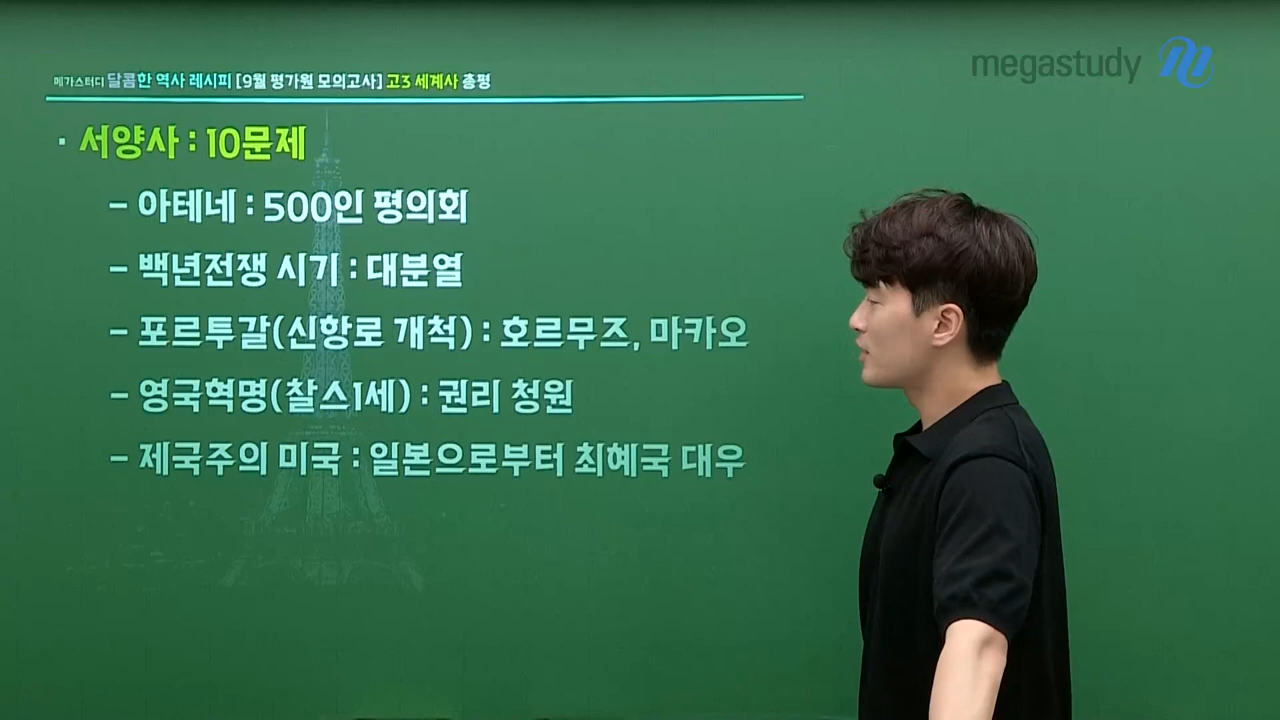 메가스터디 달콤한 역사 레시피 [9월 평가원 모의고사] 고3 세계사 총평
megastudy
· 서양사 : 10문제
- 아테네 : 500인 평의회
- 백년전쟁 시기 : 대분열
- 포르투갈(신항로 개척) : 호르무즈, 마카오
- 영국혁명(찰스1세) : 권리 청원
- 제국주의 미국 : 일본으로부터 최혜국 대우